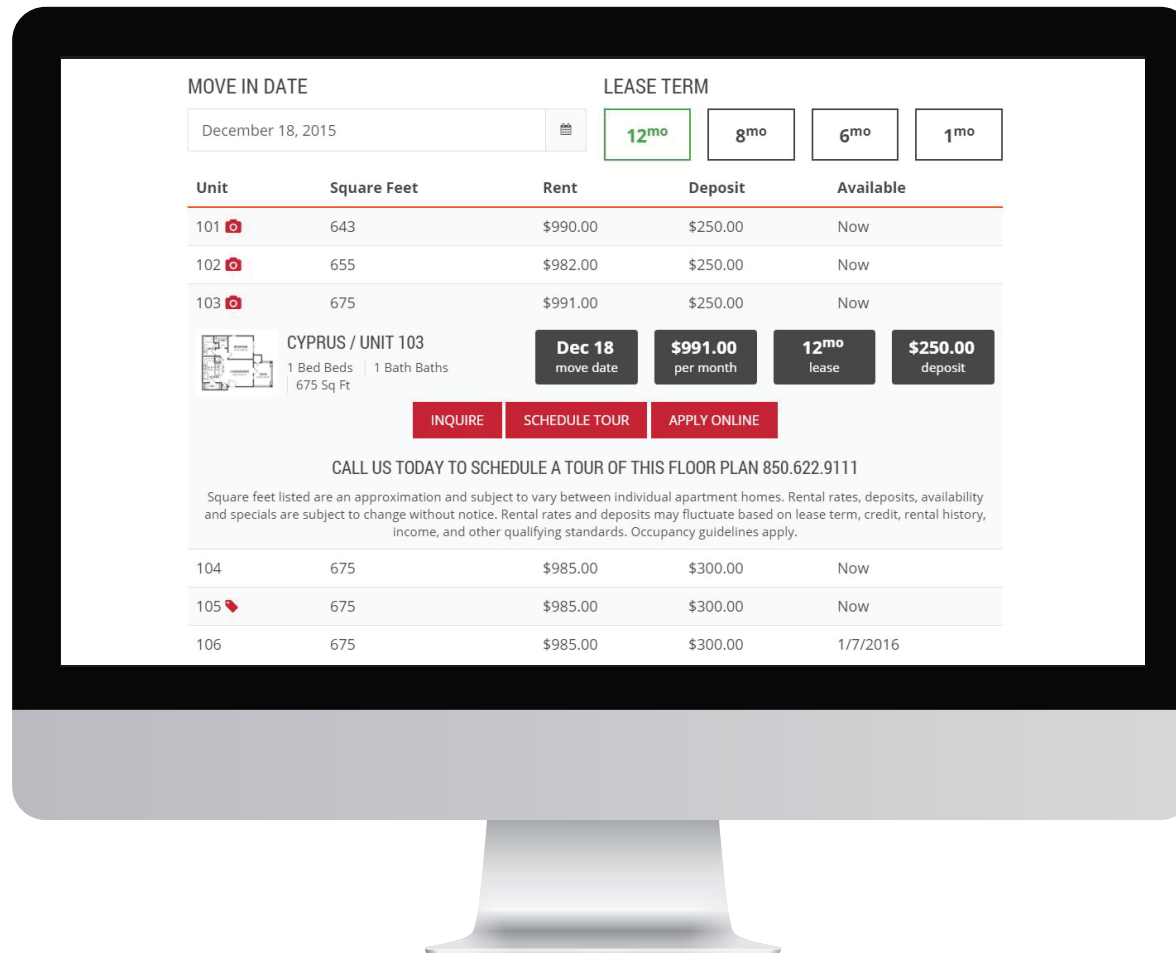 MOVE IN DATE
LEASE TERM
December 18, 2015
12mo 8mo 6mo 1mo
Unit Square Feet Rent Deposit Available
101 643 $990.00 $250.00 Now
102 655 $982.00 $250.00 Now
103 675 $991.00 $250.00 Now
CYPRUS / UNIT 103
1 Bed Beds 1 Bath Baths
675 Sq Ft
Dec 18 $991.00 12mo $250.00
move date per month lease deposit
INQUIRE SCHEDULE TOUR APPLY ONLINE
CALL US TODAY TO SCHEDULE A TOUR OF THIS FLOOR PLAN 850.622.9111
Square feet listed are an approximation and subject to vary between individual apartment homes. Rental rates, deposits, availability
and specials are subject to change without notice. Rental rates and deposits may fluctuate based on lease term, credit, rental history,
income, and other qualifying standards. Occupancy guidelines apply.
104 675 $985.00 $300.00 Now
105 675 $985.00 $300.00 Now
106 675 $985.00 $300.00 1/7/2016